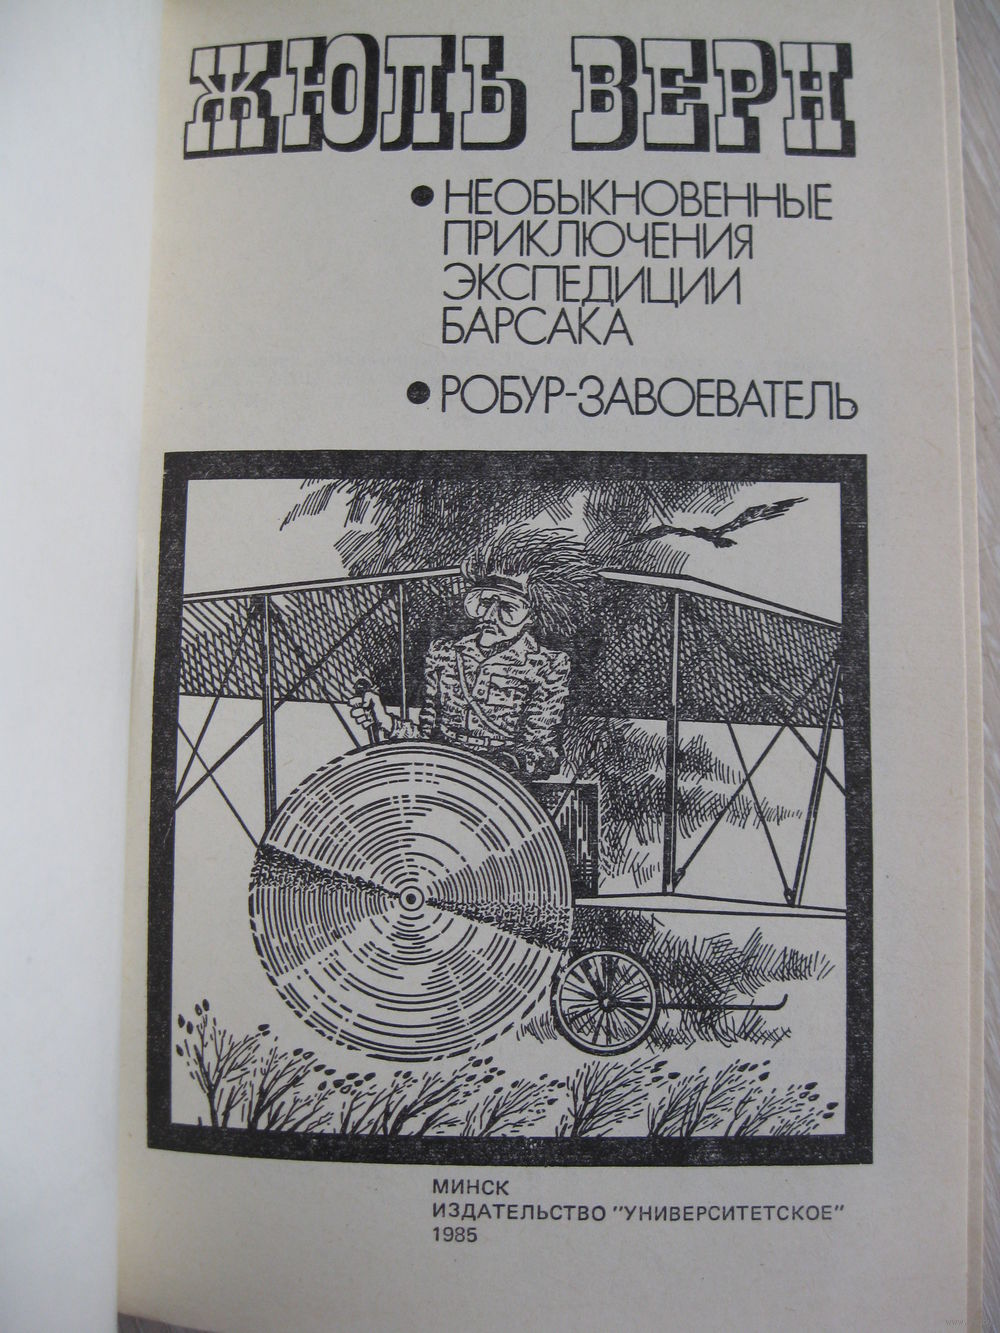 ЖЮЛЬ ВЕРН
• НЕОБЫКНОВЕННЫЕ
ПРИКЛЮЧЕНИЯ
ЭКСПЕДИЦИИ
БАРСАКА
• РОБУР-ЗАВОЕВАТЕЛЬ
МИНСК
ИЗДАТЕЛЬСТВО "УНИВЕРСИТЕТСКОЕ"
1985